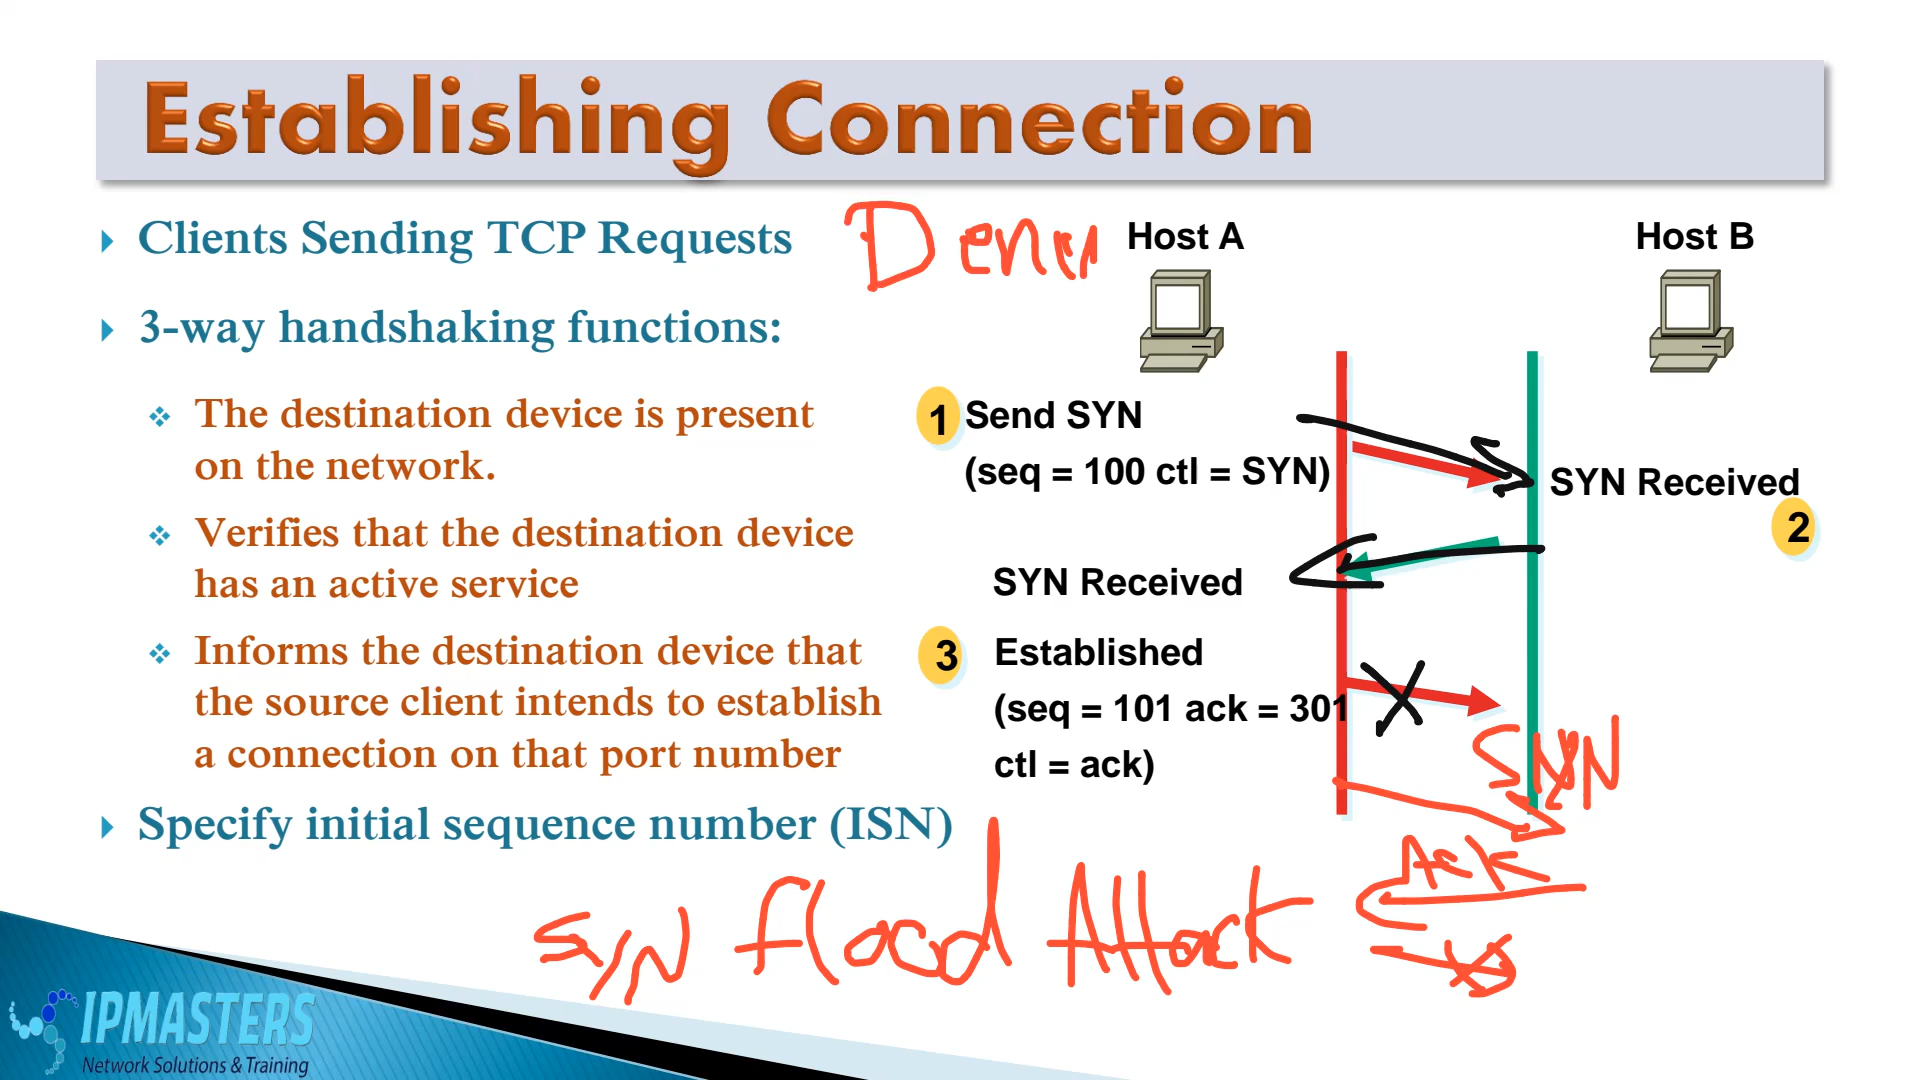 Establishing Connection
Clients Sending TCP Requests
3-way handshaking functions:
The destination device is present
on the network.
Verifies that the destination device
has an active service
Informs the destination device that
the source client intends to establish
a connection on that port number
Specify initial sequence number (ISN)
Host A
Host B
1 Send SYN
(seq = 100 ctl = SYN)
SYN Received
2
SYN Received
3 Established
(seq = 101 ack = 301
ctl = ack)
SYN
ACK
SYN flood Attack
IPMASTERS
Network Solutions & Training